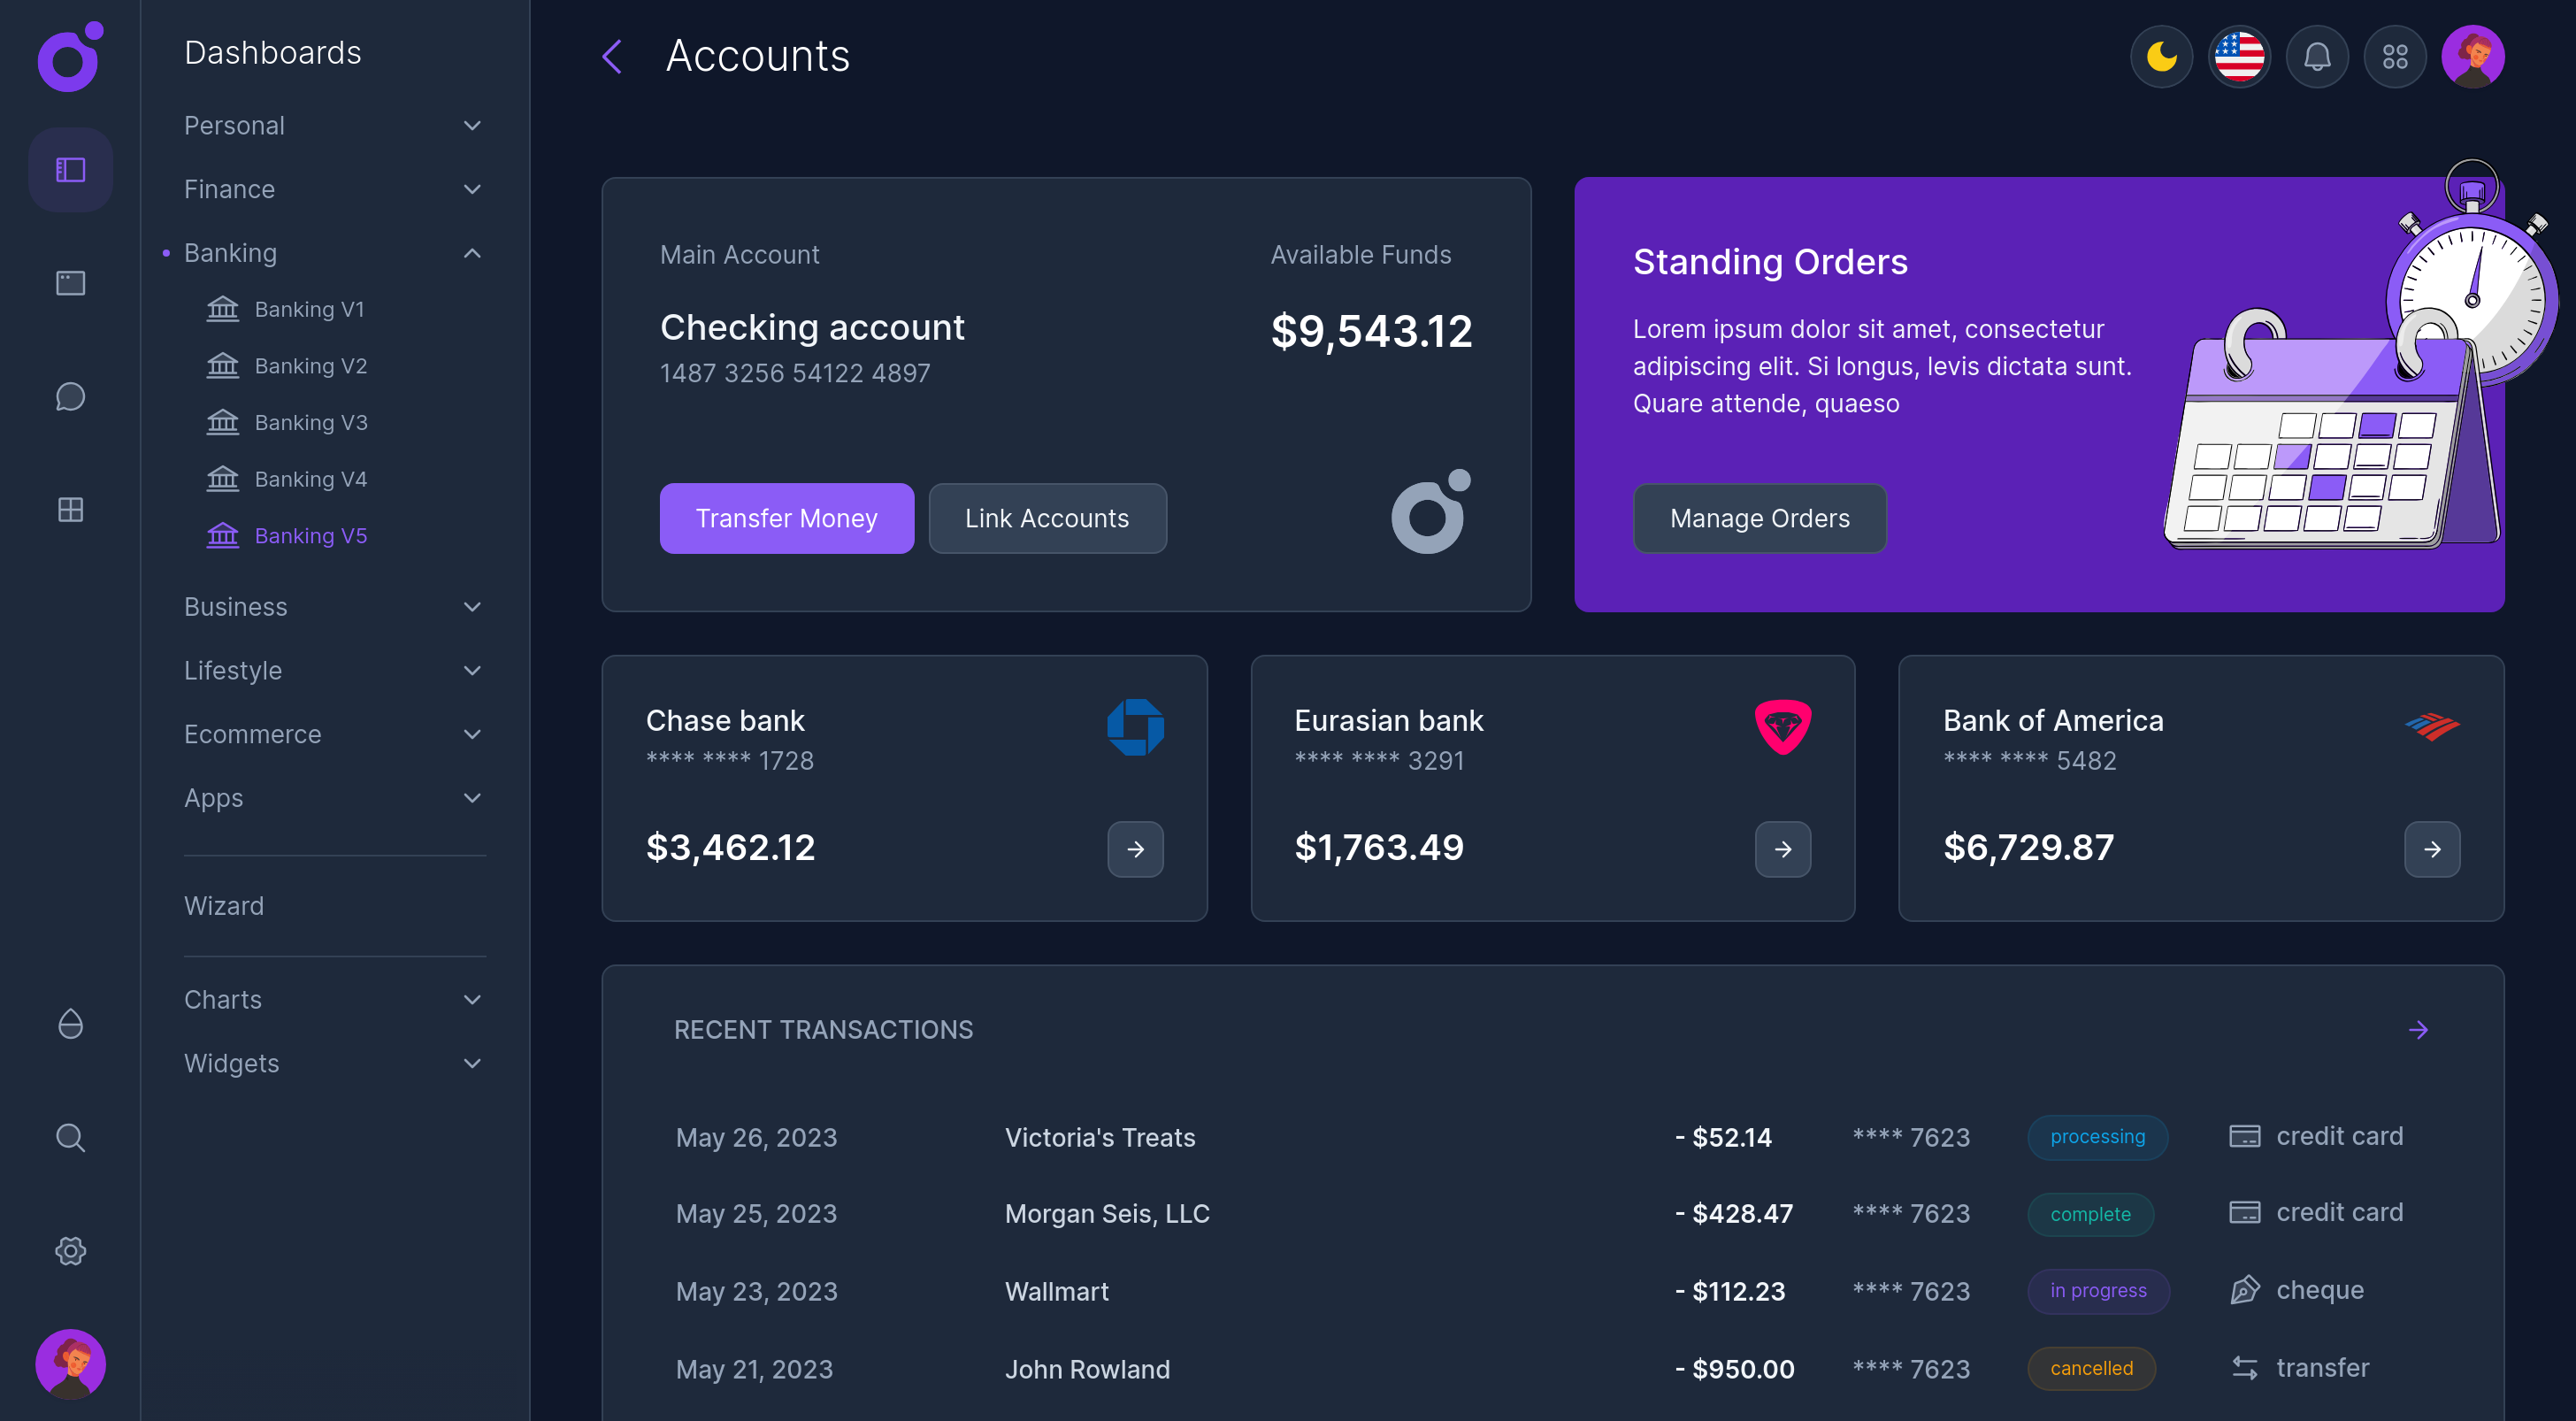 Dashboards
Personal
Finance
Banking
Banking V1
Banking V2
Banking V3
Banking V4
Banking V5
Business
Lifestyle
Ecommerce
Apps
Wizard
Charts
Widgets
Accounts
Main Account
Checking account
1487 3256 54122 4897
Available Funds
$9,543.12
Transfer Money
Link Accounts
Standing Orders
Lorem ipsum dolor sit amet, consectetur
adipiscing elit. Si longus, levis dictata sunt.
Quare attende, quaeso
Manage Orders
Chase bank
**** **** 1728
$3,462.12
Eurasian bank
**** **** 3291
$1,763.49
Bank of America
**** **** 5482
$6,729.87
RECENT TRANSACTIONS
May 26, 2023 Victoria's Treats - $52.14 **** 7623 processing credit card
May 25, 2023 Morgan Seis, LLC - $428.47 **** 7623 complete credit card
May 23, 2023 Wallmart - $112.23 **** 7623 in progress cheque
May 21, 2023 John Rowland - $950.00 **** 7623 cancelled transfer